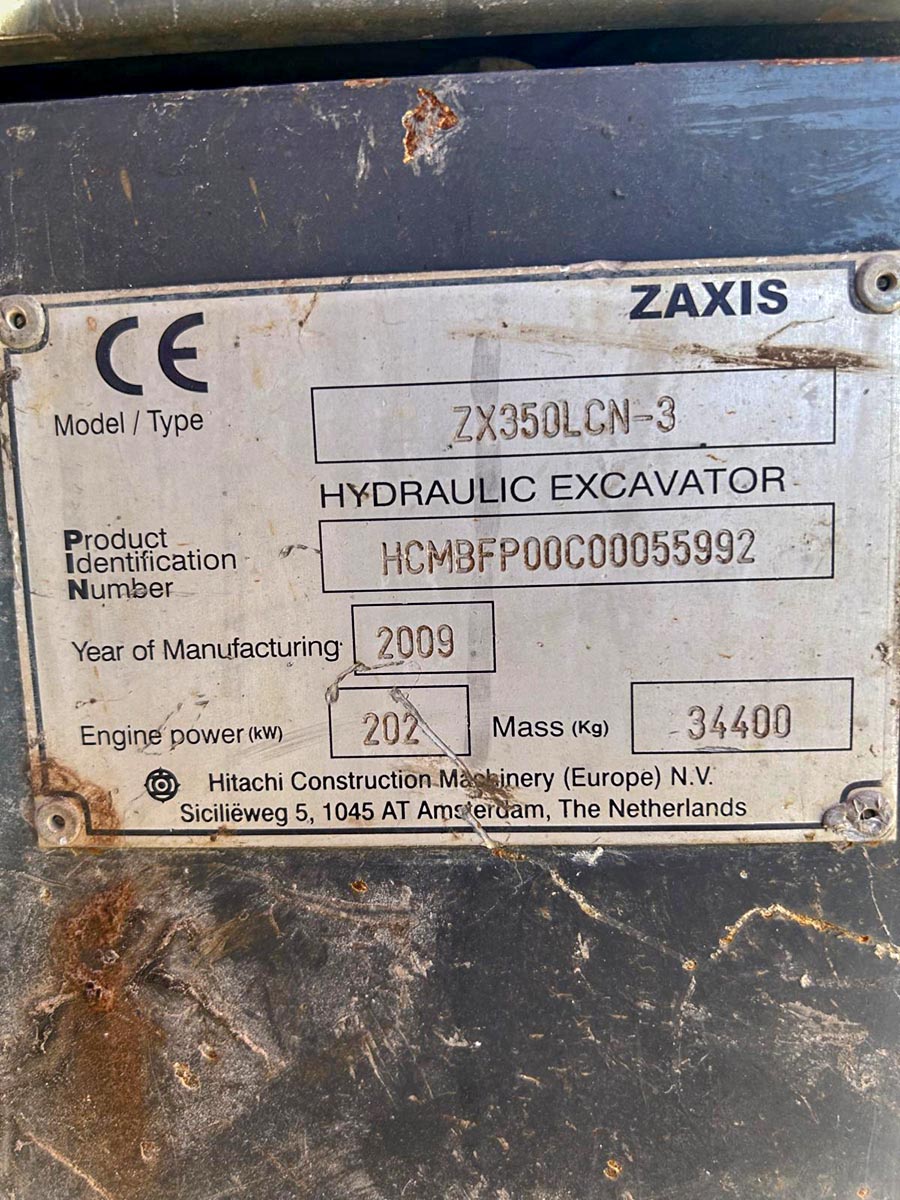 CE
ZAXIS
Model / Type
ZX350LCN-3
HYDRAULIC EXCAVATOR
Product
Identification
Number
HCMBFP00C00055992
Year of Manufacturing
2009
Engine power (kW)
202
Mass (Kg)
34400
Hitachi Construction Machinery (Europe) N.V.
Siciliëweg 5, 1045 AT Amsterdam, The Netherlands